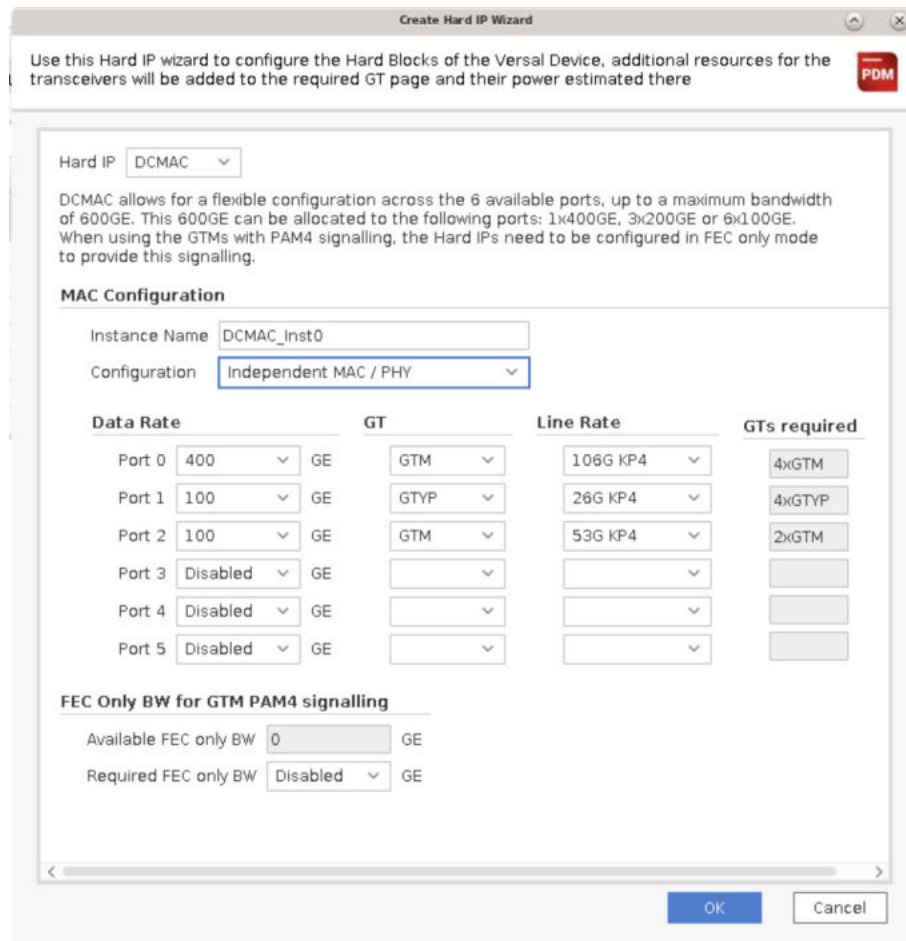 Create Hard IP Wizard
Use this Hard IP wizard to configure the Hard Blocks of the Versal Device, additional resources for the
transceivers will be added to the required GT page and their power estimated there
PDM
Hard IP DCMAC
DCMAC allows for a flexible configuration across the 6 available ports, up to a maximum bandwidth
of 600GE. This 600GE can be allocated to the following ports: 1x400GE, 3x200GE or 6x100GE.
When using the GTMs with PAM4 signalling, the Hard IPs need to be configured in FEC only mode
to provide this signalling.
MAC Configuration
Instance Name DCMAC_Inst0
Configuration Independent MAC / PHY
Data Rate GT Line Rate GTs required
Port 0 400 GE GTM 106G KP4 4xGTM
Port 1 100 GE GTYP 26G KP4 4xGTYP
Port 2 100 GE GTM 53G KP4 2xGTM
Port 3 Disabled GE
Port 4 Disabled GE
Port 5 Disabled GE
FEC Only BW for GTM PAM4 signalling
Available FEC only BW 0 GE
Required FEC only BW Disabled GE
OK Cancel